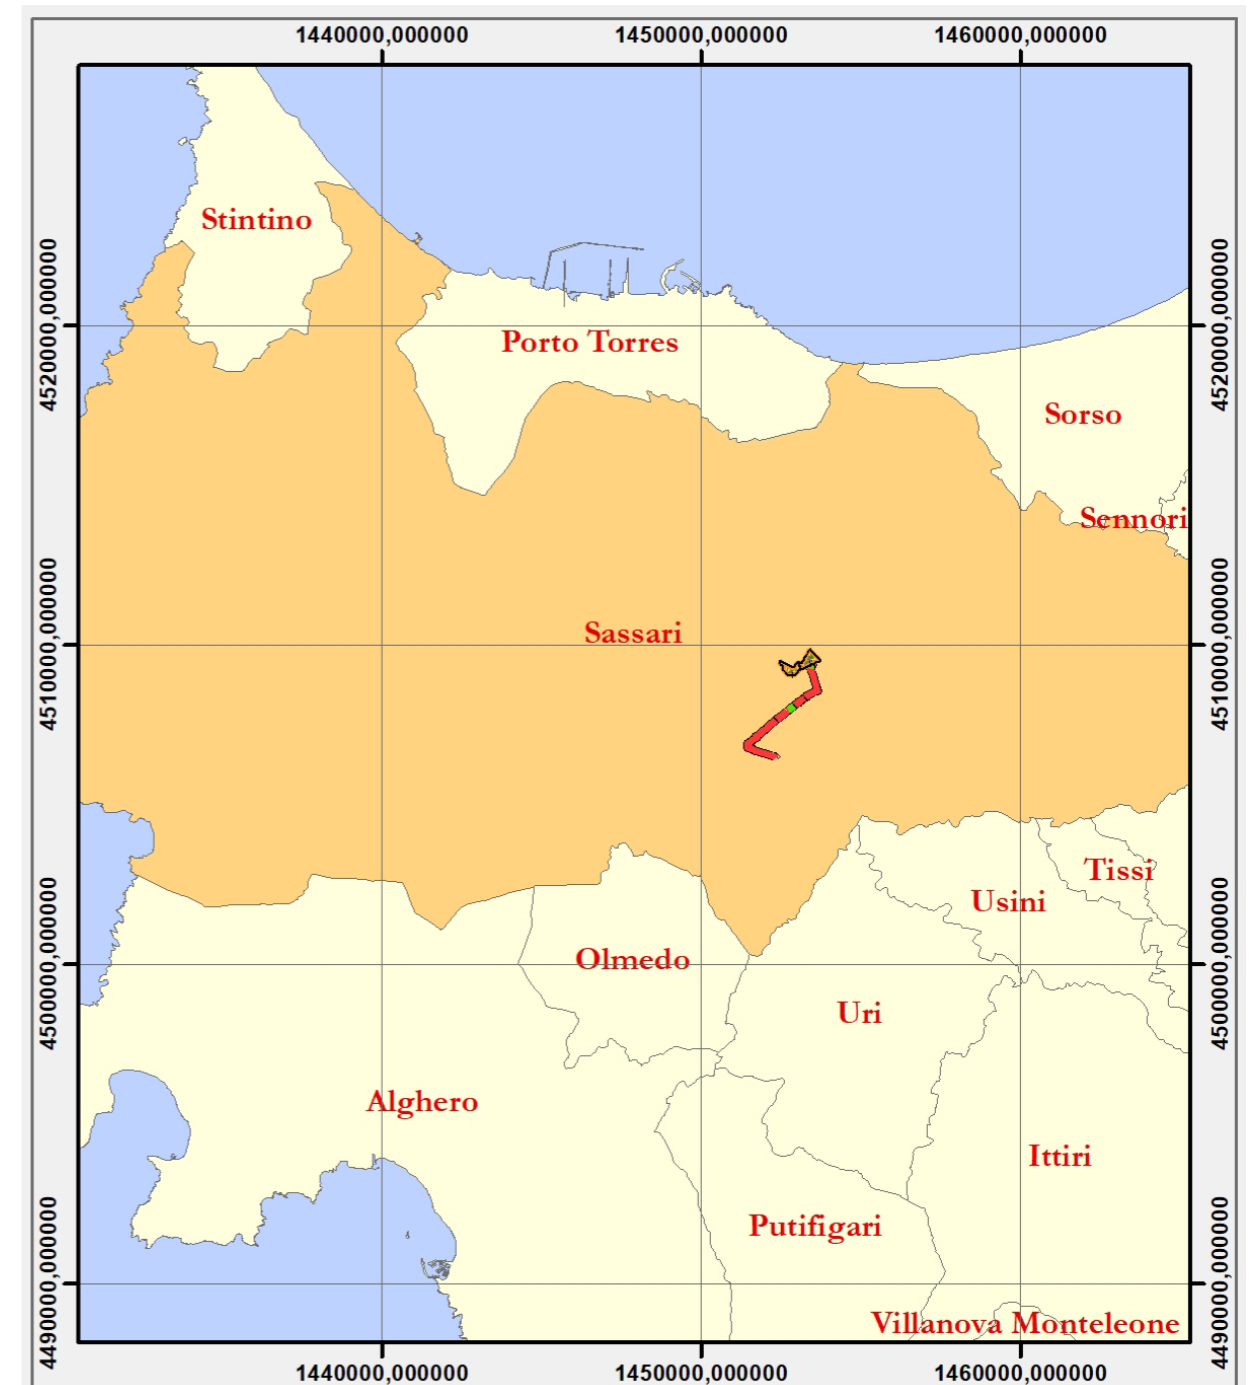 1440000,000000 1450000,000000 1460000,000000
4520000,000000 4520000,000000
4510000,000000 4510000,000000
4500000,000000 4500000,000000
4490000,000000 4490000,000000
Stintino
Porto Torres
Sorso
Sennori
Sassari
Tissi
Usini
Olmedo
Uri
Alghero
Ittiri
Putifigari
Villanova Monteleone
1440000,000000 1450000,000000 1460000,000000